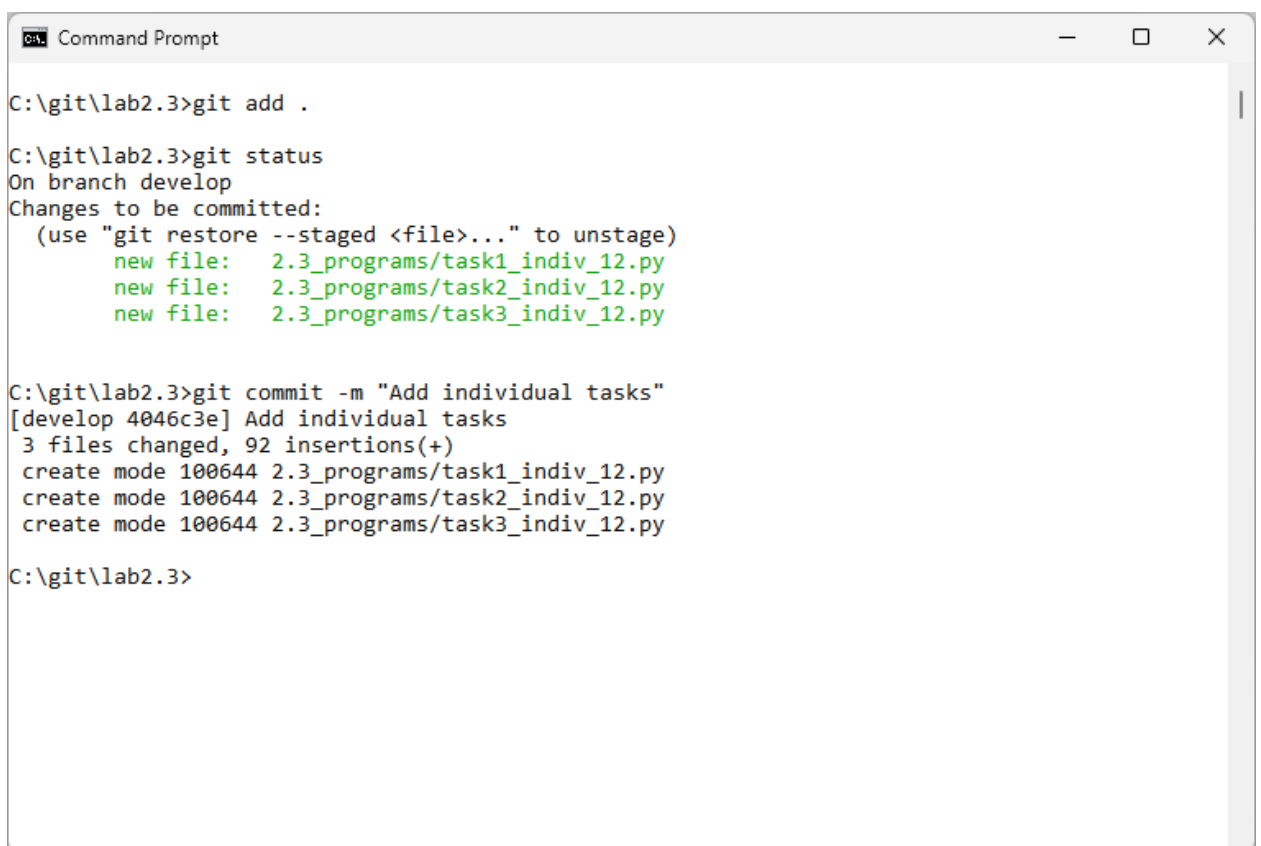 Command Prompt
C:\git\lab2.3>git add .
C:\git\lab2.3>git status
On branch develop
Changes to be committed:
  (use "git restore --staged <file>..." to unstage)
        new file:   2.3_programs/task1_indiv_12.py
        new file:   2.3_programs/task2_indiv_12.py
        new file:   2.3_programs/task3_indiv_12.py
C:\git\lab2.3>git commit -m "Add individual tasks"
[develop 4046c3e] Add individual tasks
 3 files changed, 92 insertions(+)
 create mode 100644 2.3_programs/task1_indiv_12.py
 create mode 100644 2.3_programs/task2_indiv_12.py
 create mode 100644 2.3_programs/task3_indiv_12.py
C:\git\lab2.3>